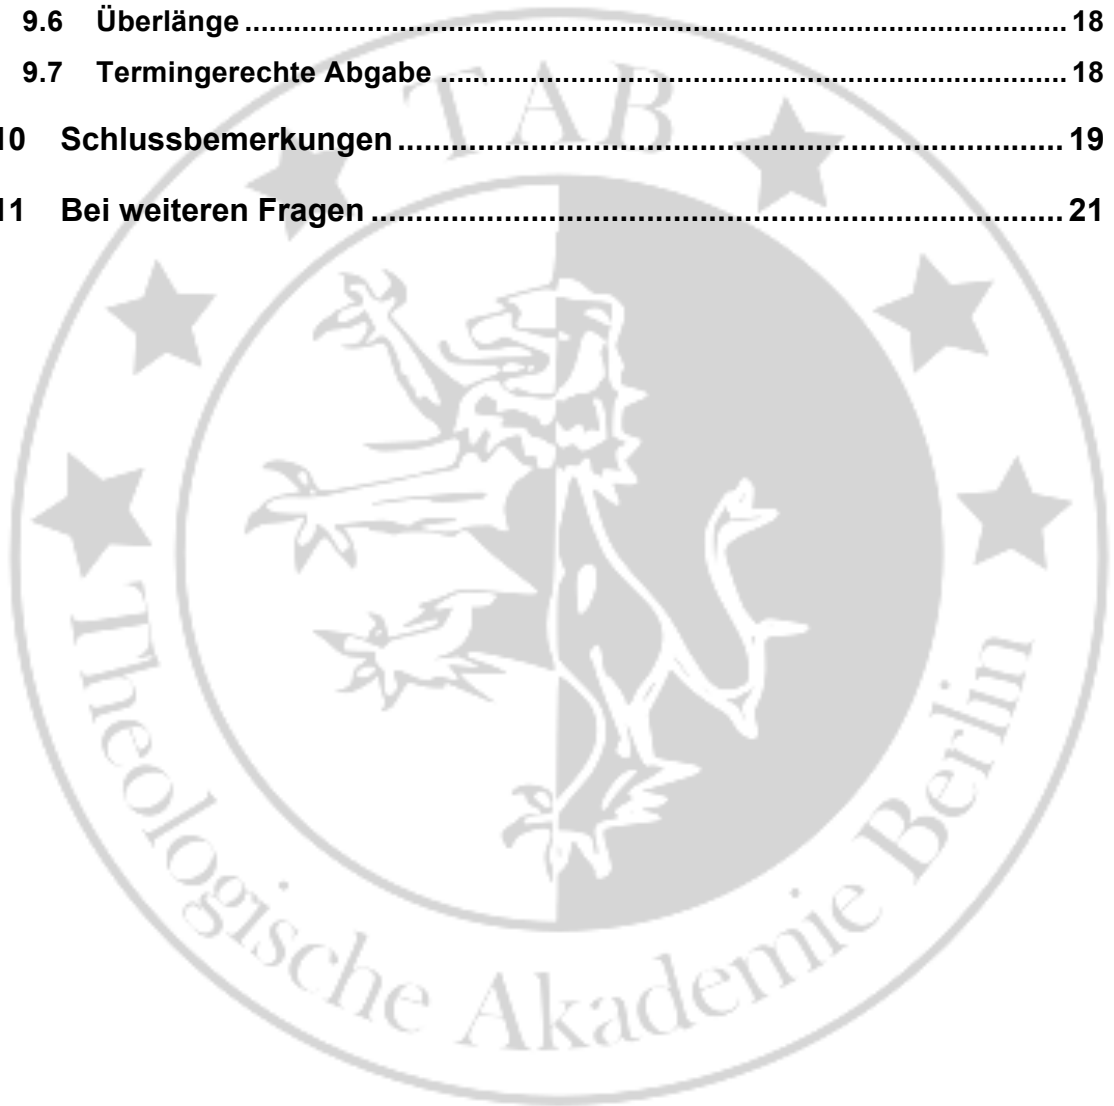 9.6 Überlänge ........................................................................................................ 18
9.7 Termingerechte Abgabe ................................................................................ 18
10 Schlussbemerkungen ................................................................................ 19
11 Bei weiteren Fragen ................................................................................... 21
TAB
Theologische Akademie Berlin